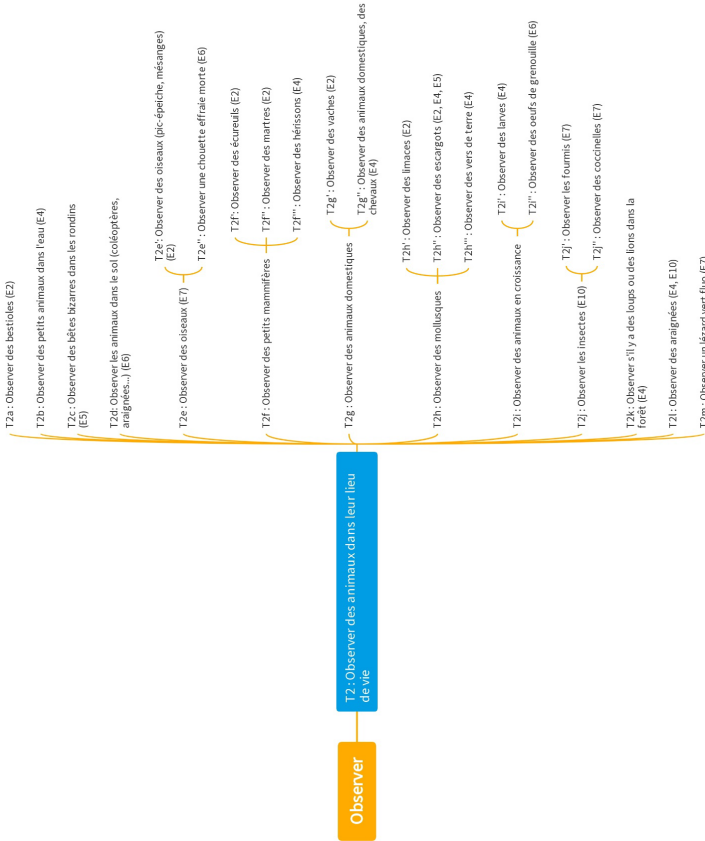 Observer
T2 : Observer des animaux dans leur lieu
de vie
T2a : Observer des bestioles (E2)
T2b : Observer des petits animaux dans l'eau (E4)
T2c : Observer des bêtes bizarres dans les rondins
(E5)
T2d: Observer les animaux dans le sol (coléoptères,
araignées...) (E6)
T2e : Observer des oiseaux (E7)
T2e': Observer des oiseaux (pic-épeiche, mésanges)
(E2)
T2e" : Observer une chouette effraie morte (E6)
T2f : Observer des petits mammifères
T2f': Observer des écureuils (E2)
T2f" : Observer des martres (E2)
T2f"' : Observer des hérissons (E4)
T2g : Observer des animaux domestiques
T2g' : Observer des vaches (E2)
T2g" : Observer des animaux domestiques, des
chevaux (E4)
T2h : Observer des mollusques
T2h' : Observer des limaces (E2)
T2h" : Observer des escargots (E2, E4, E5)
T2h"' : Observer des vers de terre (E4)
T2i : Observer des animaux en croissance
T2i' : Observer des larves (E4)
T2i" : Observer des oeufs de grenouille (E6)
T2j : Observer les insectes (E10)
T2j' : Observer les fourmis (E7)
T2j" : Observer des coccinelles (E7)
T2k : Observer s'il y a des loups ou des lions dans la
forêt (E4)
T2l : Observer des araignées (E4, E10)
T2m : Observer un lézard vert fluo (E7)